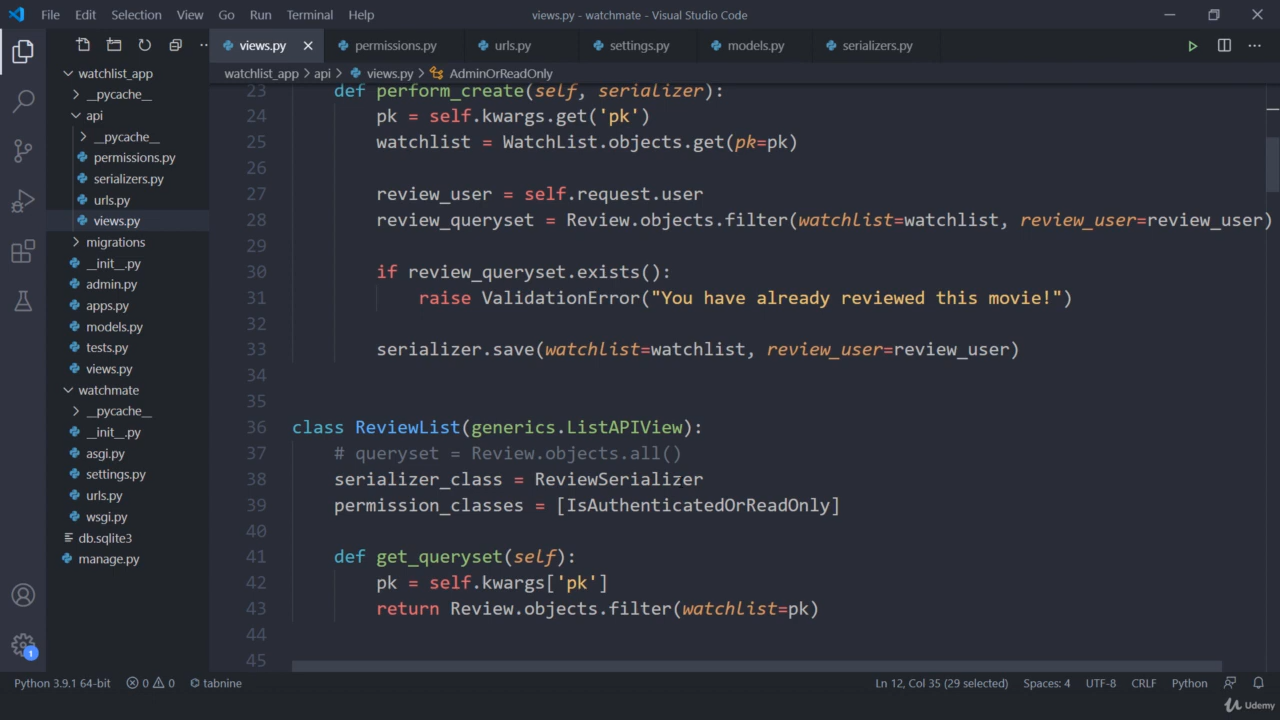 File Edit Selection View Go Run Terminal Help
views.py - watchmate - Visual Studio Code
views.py
permissions.py
urls.py
settings.py
models.py
serializers.py
watchlist_app > api > views.py > AdminOrReadOnly
watchlist_app
__pycache__
api
__pycache__
permissions.py
serializers.py
urls.py
views.py
migrations
__init__.py
admin.py
apps.py
models.py
tests.py
views.py
watchmate
__pycache__
__init__.py
asgi.py
settings.py
urls.py
wsgi.py
db.sqlite3
manage.py
23 def perform_create(self, serializer):
24 pk = self.kwargs.get('pk')
25 watchlist = WatchList.objects.get(pk=pk)
26
27 review_user = self.request.user
28 review_queryset = Review.objects.filter(watchlist=watchlist, review_user=review_user)
29
30 if review_queryset.exists():
31 raise ValidationError("You have already reviewed this movie!")
32
33 serializer.save(watchlist=watchlist, review_user=review_user)
34
35
36 class ReviewList(generics.ListAPIView):
37 # queryset = Review.objects.all()
38 serializer_class = ReviewSerializer
39 permission_classes = [IsAuthenticatedOrReadOnly]
40
41 def get_queryset(self):
42 pk = self.kwargs['pk']
43 return Review.objects.filter(watchlist=pk)
44
45
1
Python 3.9.1 64-bit 0 0 tabnine Ln 12, Col 35 (29 selected) Spaces: 4 UTF-8 CRLF Python
Udemy